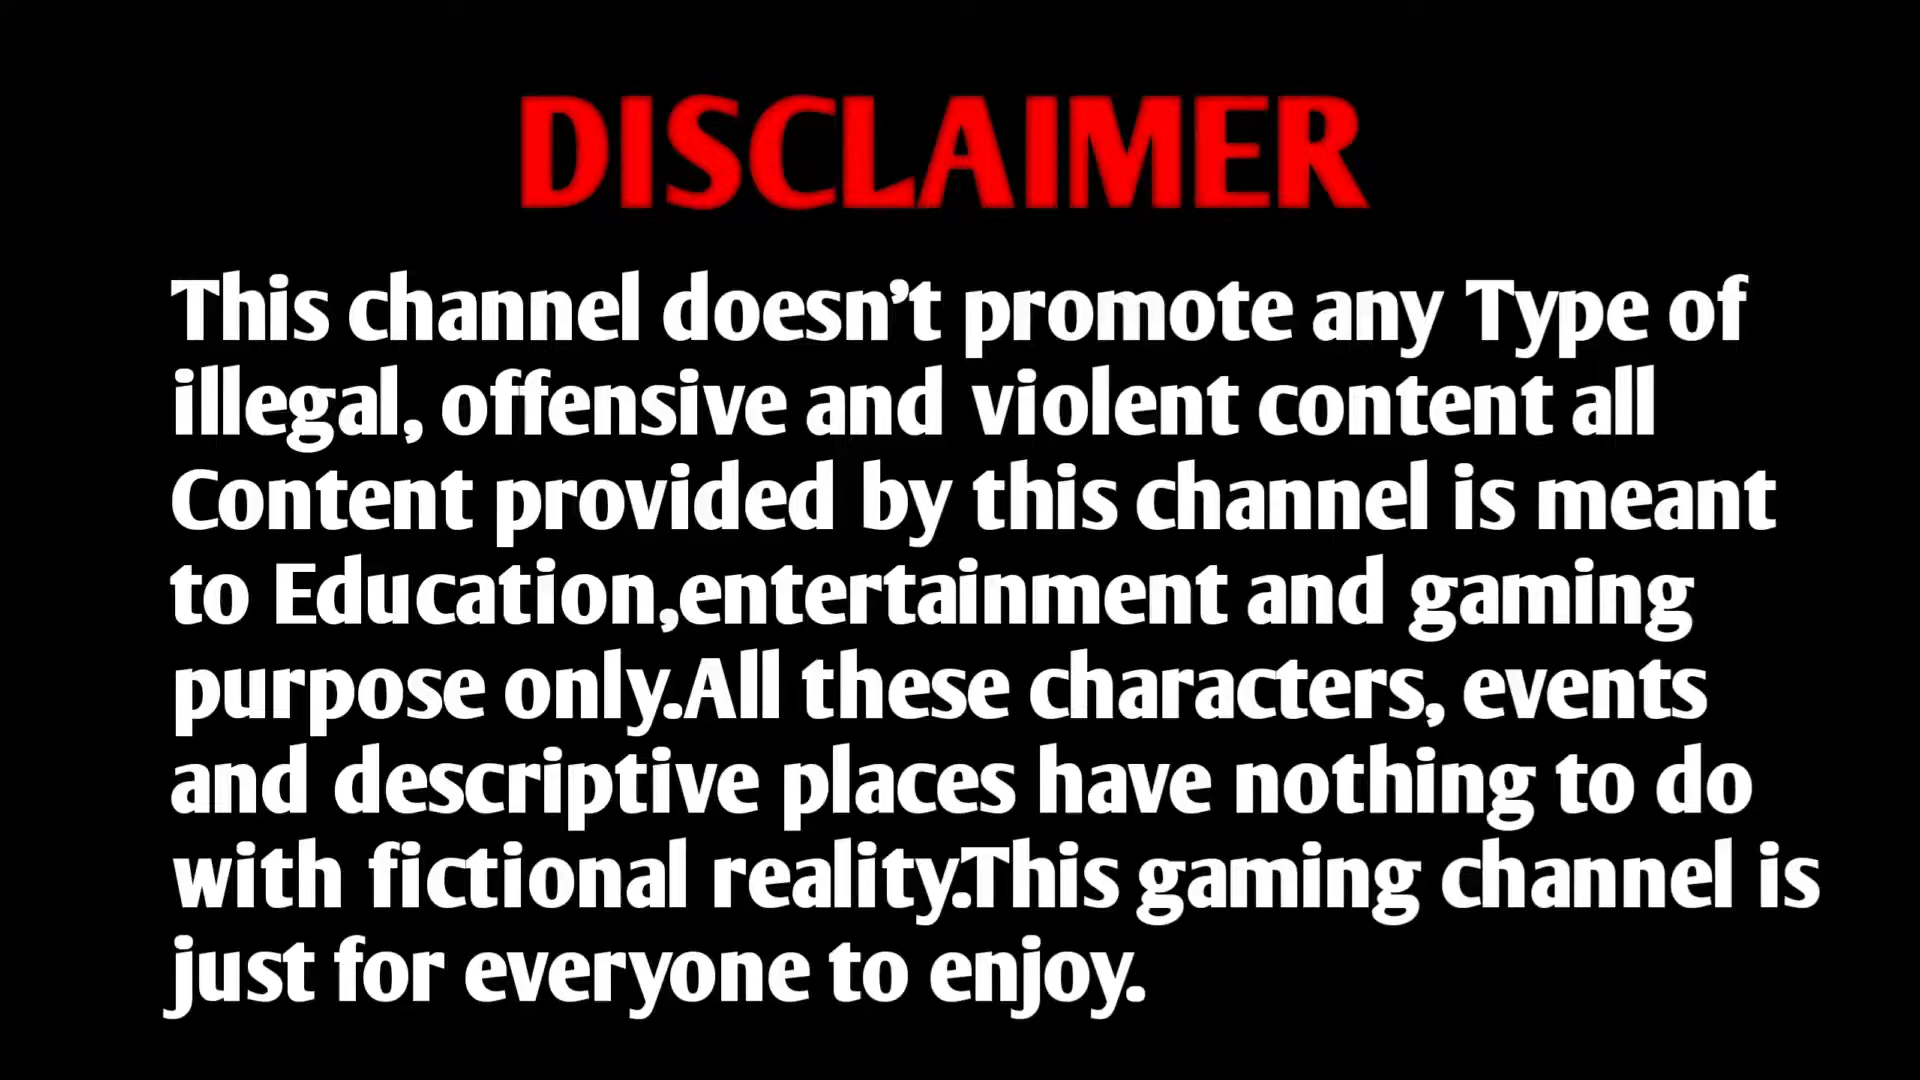 DISCLAIMER
This channel doesn't promote any Type of
illegal, offensive and violent content all
Content provided by this channel is meant
to Education,entertainment and gaming
purpose only.All these characters, events
and descriptive places have nothing to do
with fictional reality.This gaming channel is
just for everyone to enjoy.